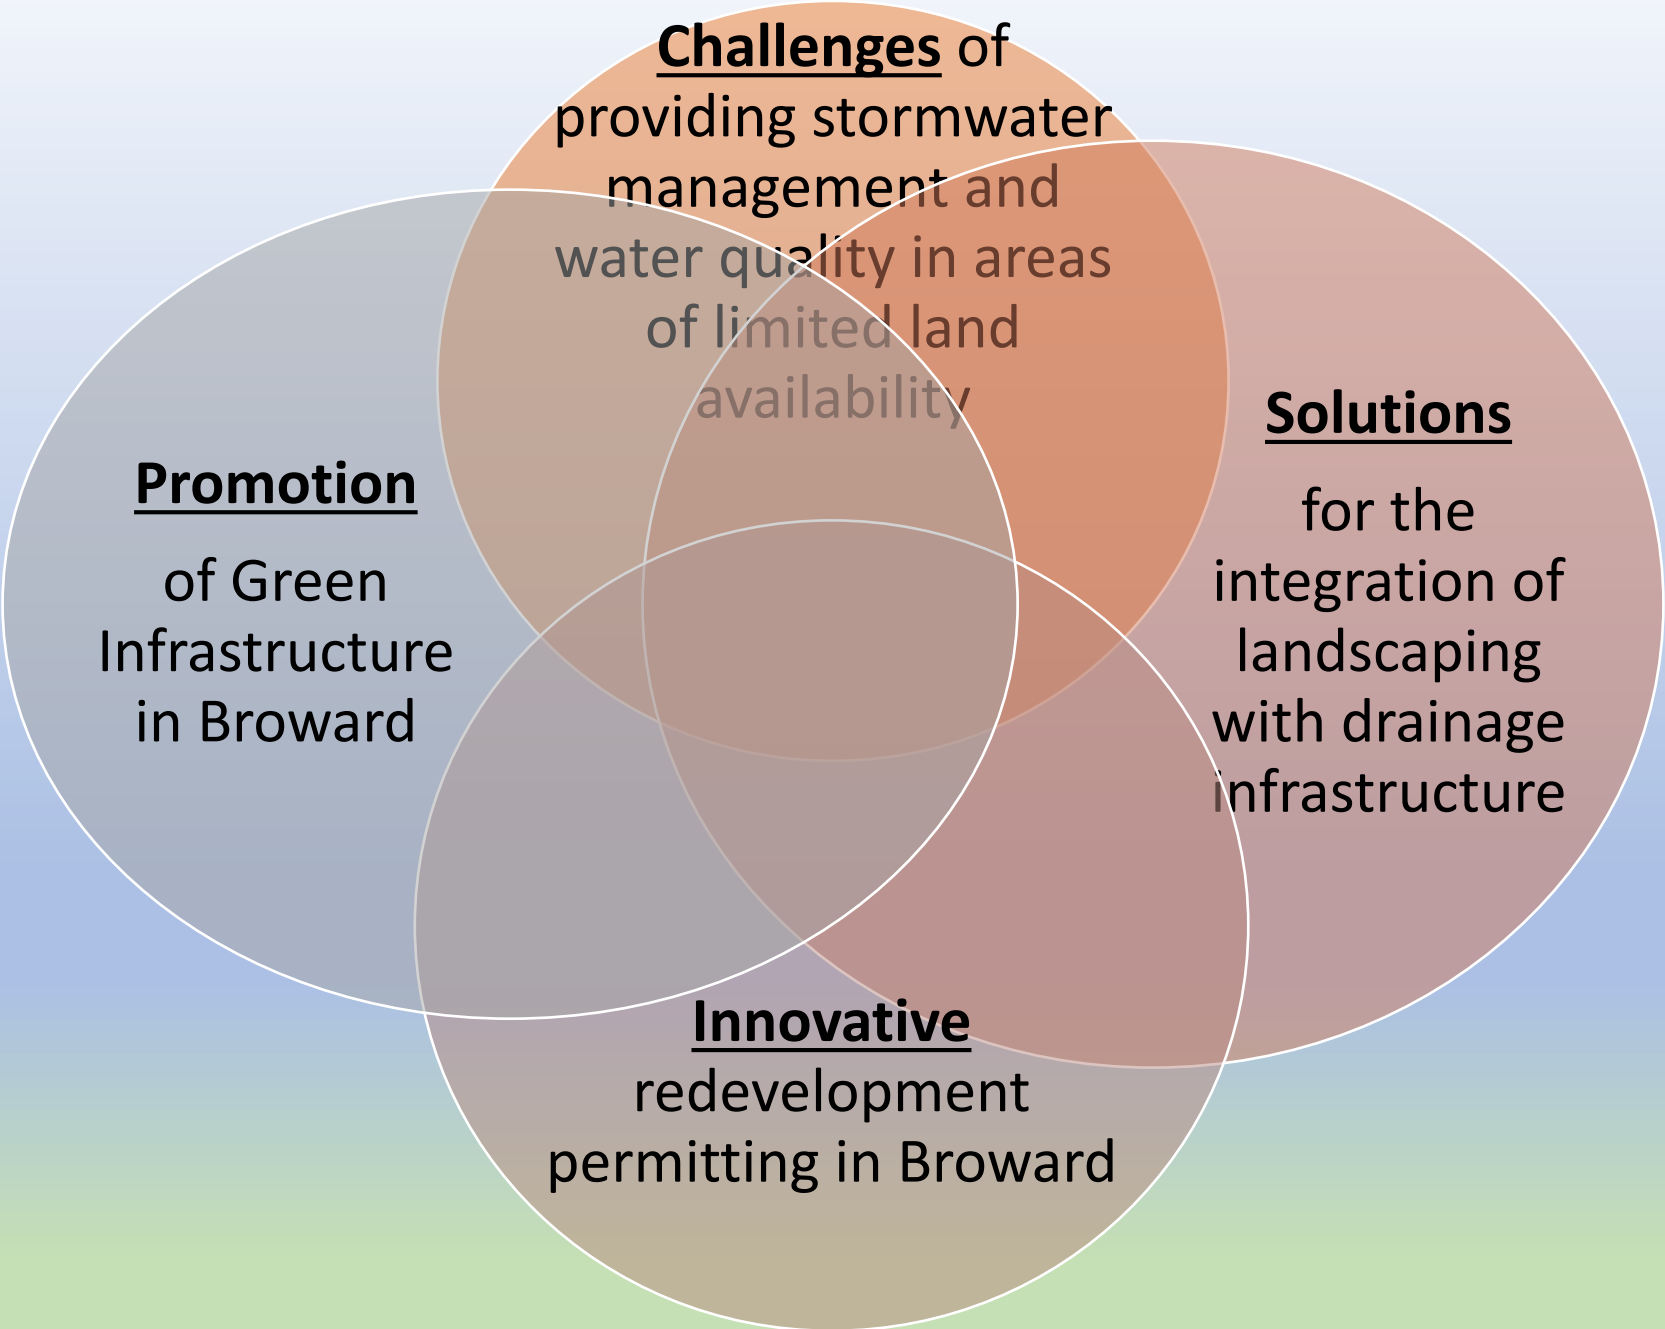 Challenges of
providing stormwater
management and
water quality in areas
of limited land
availability
Solutions
for the
integration of
landscaping
with drainage
infrastructure
Innovative
redevelopment
permitting in Broward
Promotion
of Green
Infrastructure
in Broward